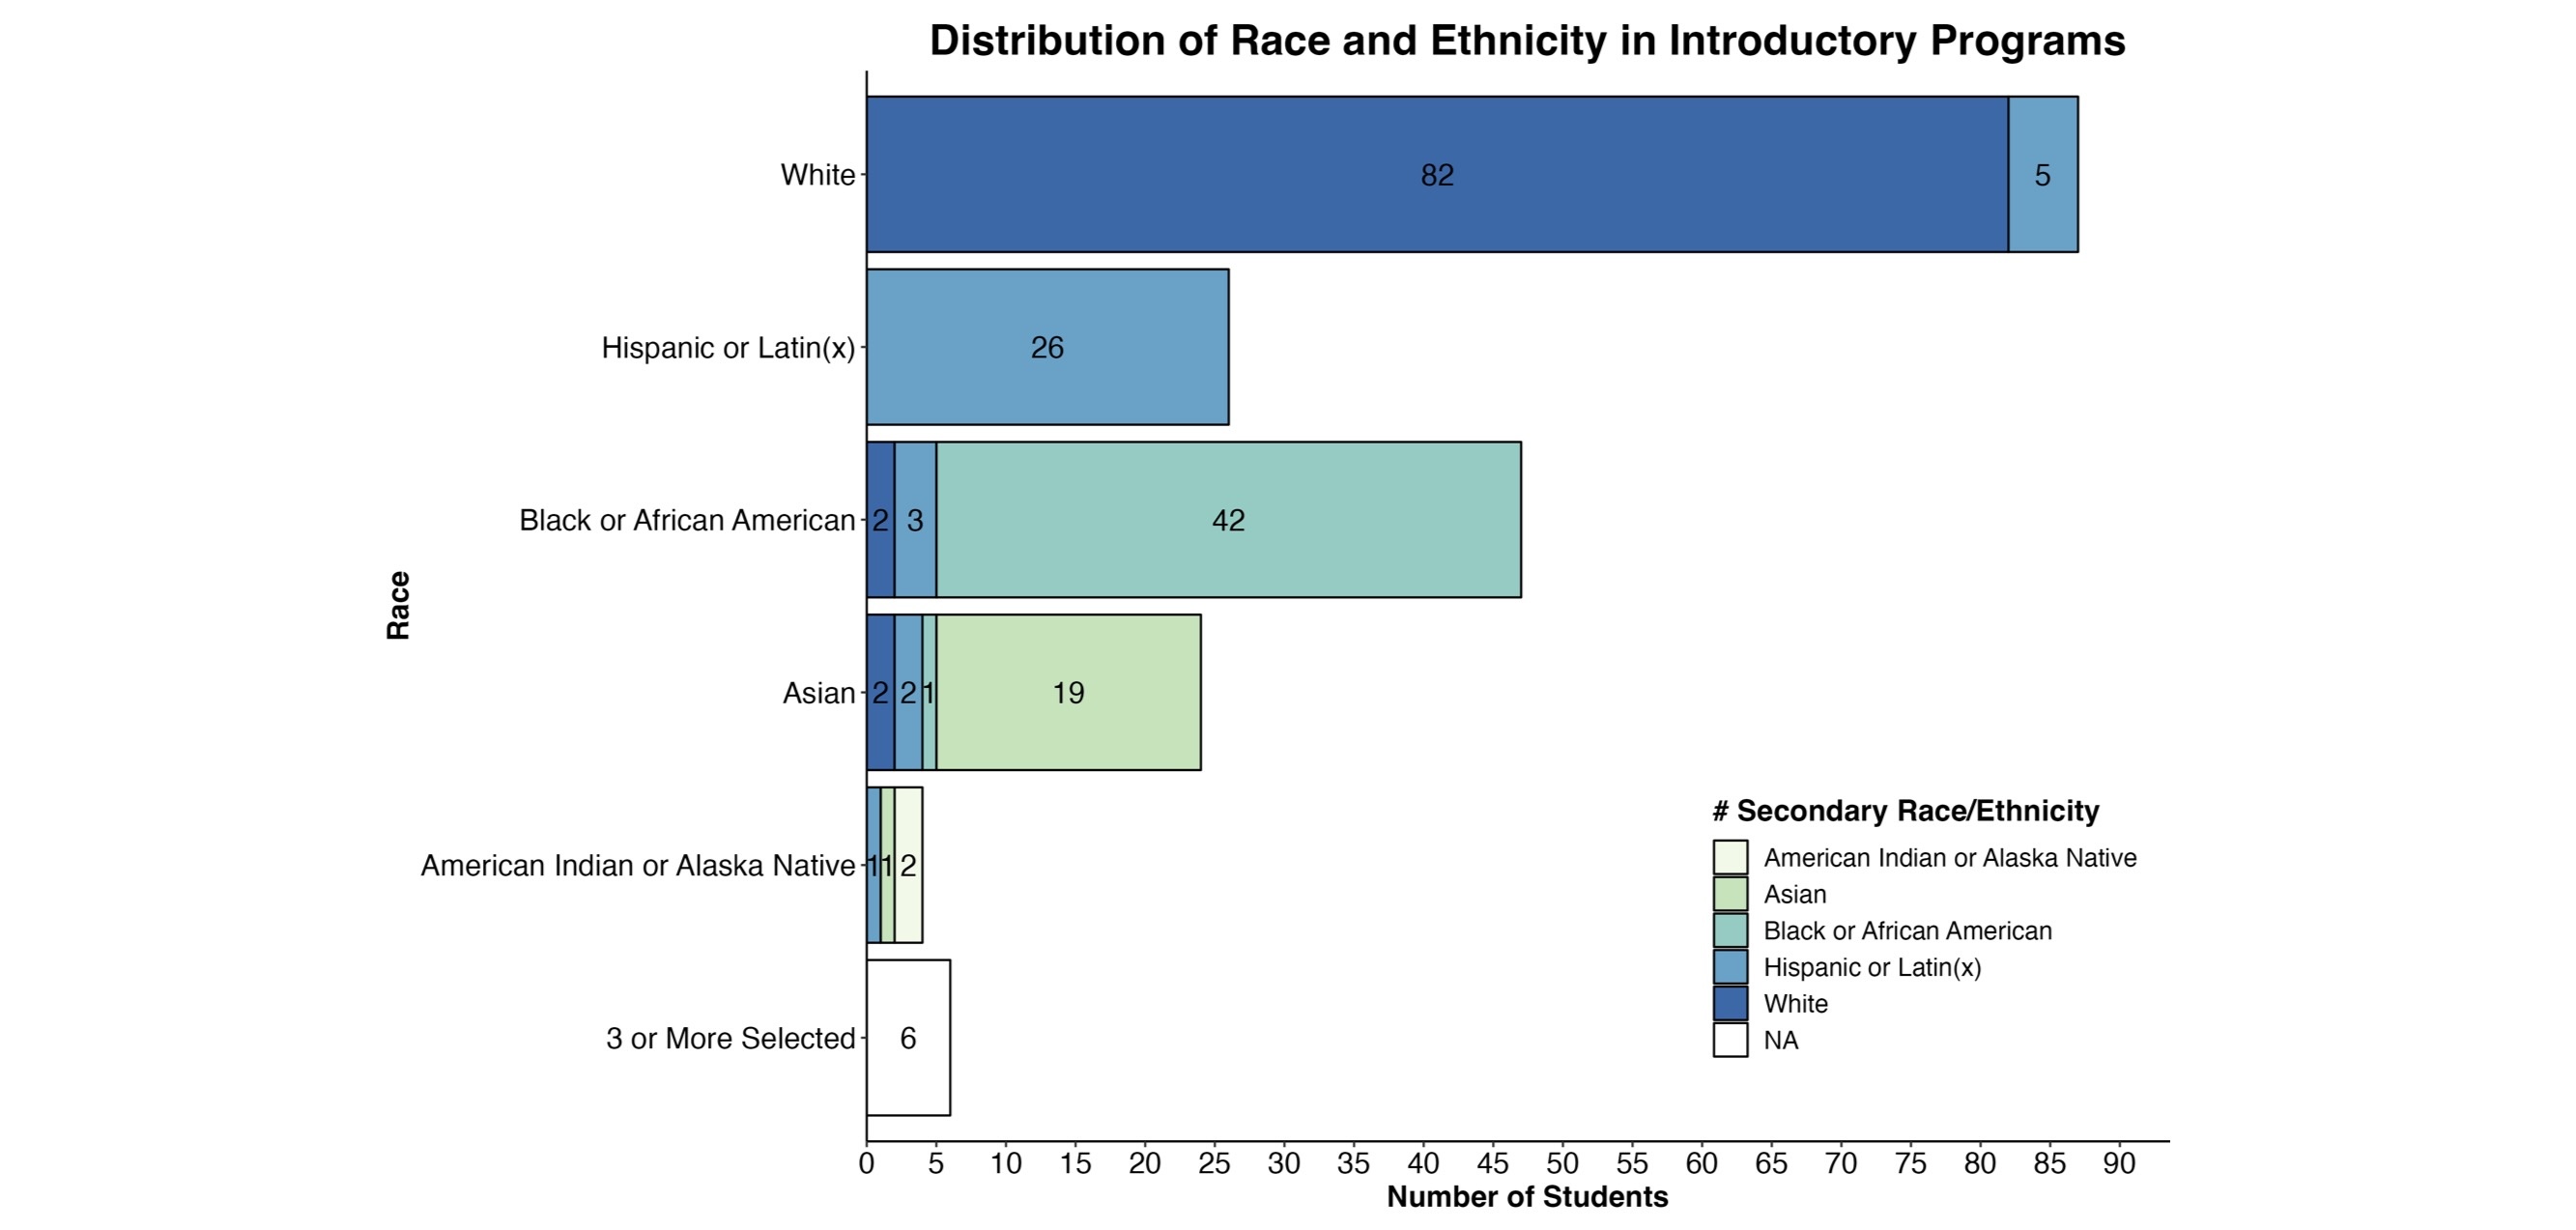 Distribution of Race and Ethnicity in Introductory Programs
White
82
5
Hispanic or Latin(x)
26
Black or African American
2
3
42
Race
Asian
2
2
1
19
American Indian or Alaska Native
1
1
2
3 or More Selected
6
# Secondary Race/Ethnicity
American Indian or Alaska Native
Asian
Black or African American
Hispanic or Latin(x)
White
NA
0 5 10 15 20 25 30 35 40 45 50 55 60 65 70 75 80 85 90
Number of Students